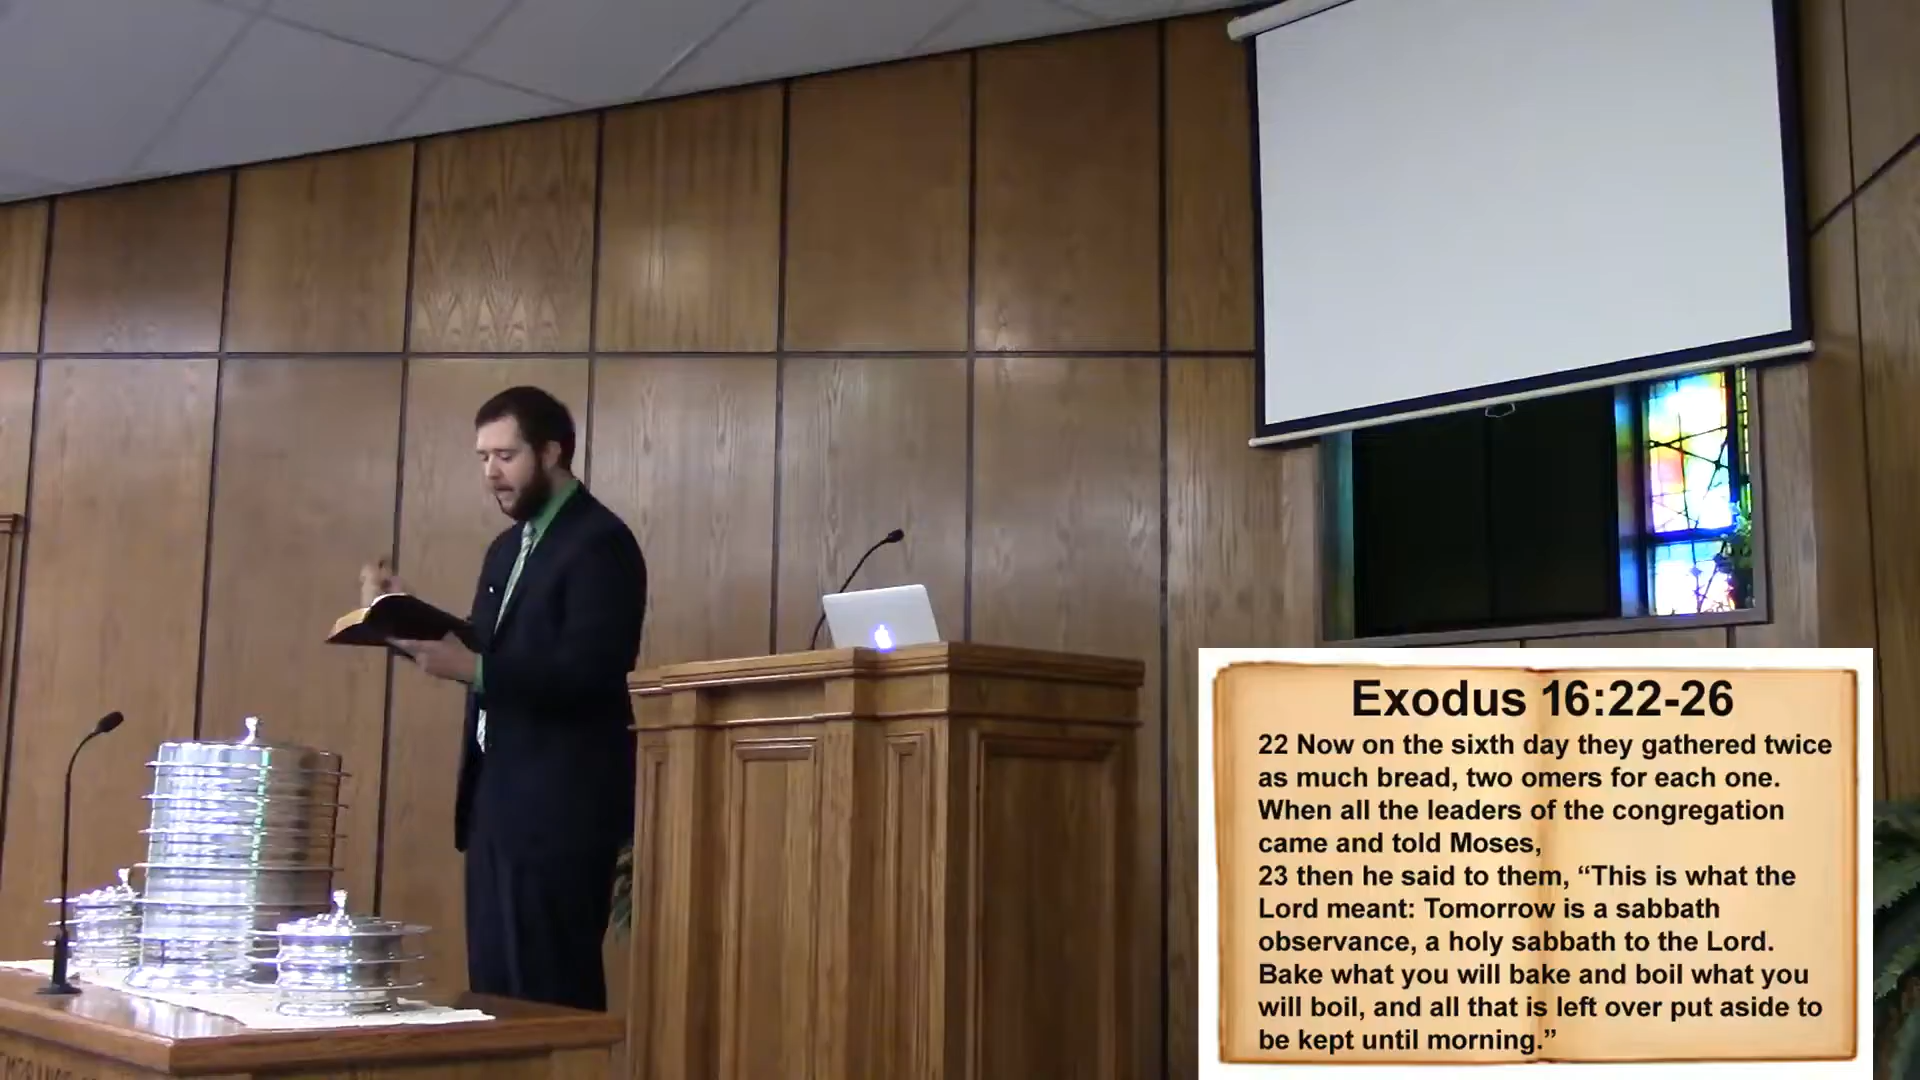 Exodus 16:22-26
22 Now on the sixth day they gathered twice
as much bread, two omers for each one.
When all the leaders of the congregation
came and told Moses,
23 then he said to them, “This is what the
Lord meant: Tomorrow is a sabbath
observance, a holy sabbath to the Lord.
Bake what you will bake and boil what you
will boil, and all that is left over put aside to
be kept until morning.”